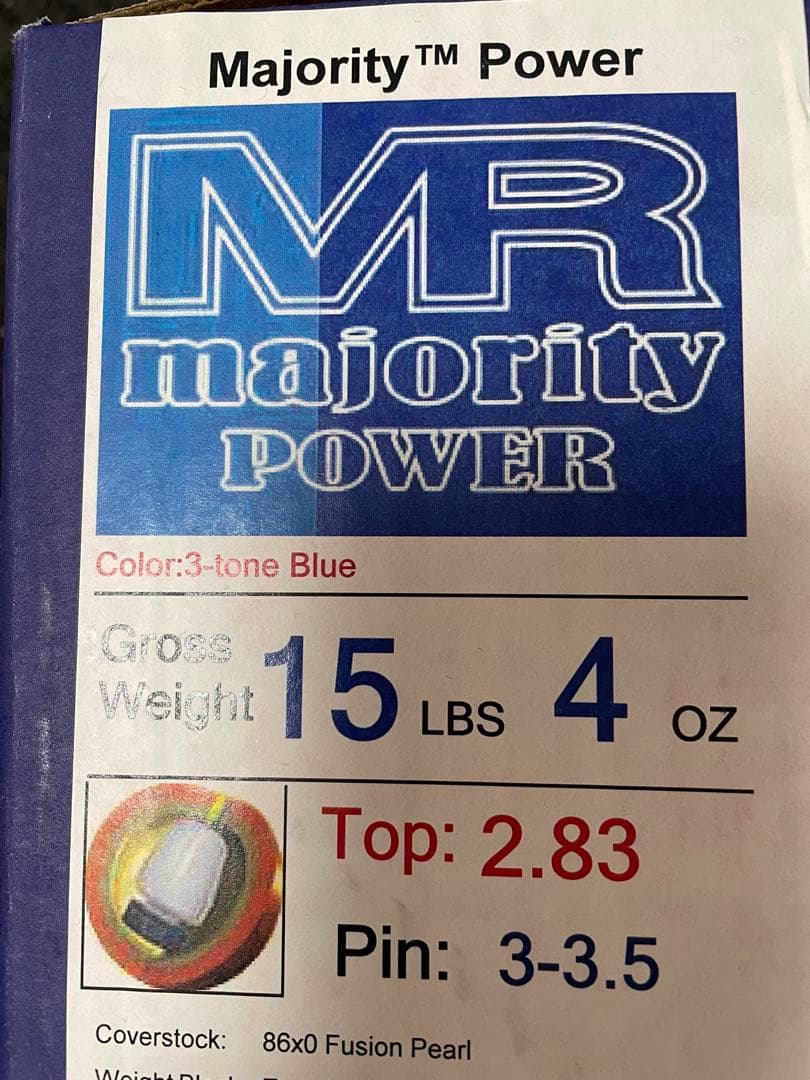 Majority™ Power
MR
majority
POWER
Color:3-tone Blue
Gross
Weight 15 LBS 4 OZ
Top: 2.83
Pin: 3-3.5
Coverstock: 86x0 Fusion Pearl